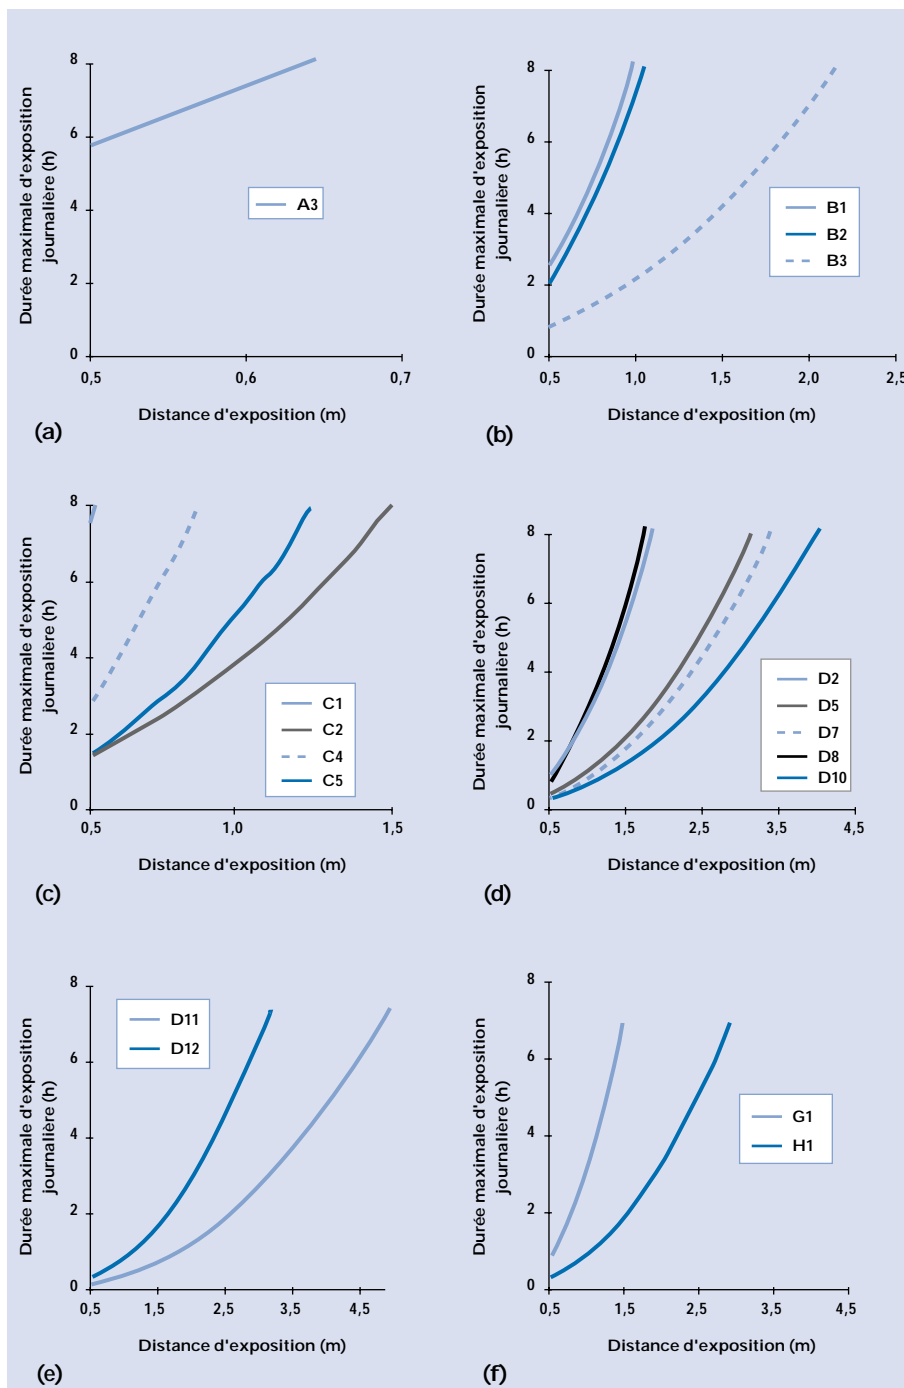 Durée maximale d'exposition
journalière (h)
8
6
4
2
0
0,5
0,6
0,7
A3
Distance d'exposition (m)
(a)
Durée maximale d'exposition
journalière (h)
8
6
4
2
0
0,5
1,0
1,5
2,0
2,5
B1
B2
B3
Distance d'exposition (m)
(b)
Durée maximale d'exposition
journalière (h)
8
6
4
2
0
0,5
1,0
1,5
C1
C2
C4
C5
Distance d'exposition (m)
(c)
Durée maximale d'exposition
journalière (h)
8
6
4
2
0
0,5
1,5
2,5
3,5
4,5
D2
D5
D7
D8
D10
Distance d'exposition (m)
(d)
Durée maximale d'exposition
journalière (h)
8
6
4
2
0
0,5
1,5
2,5
3,5
4,5
D11
D12
Distance d'exposition (m)
(e)
Durée maximale d'exposition
journalière (h)
8
6
4
2
0
0,5
1,5
2,5
3,5
4,5
G1
H1
Distance d'exposition (m)
(f)